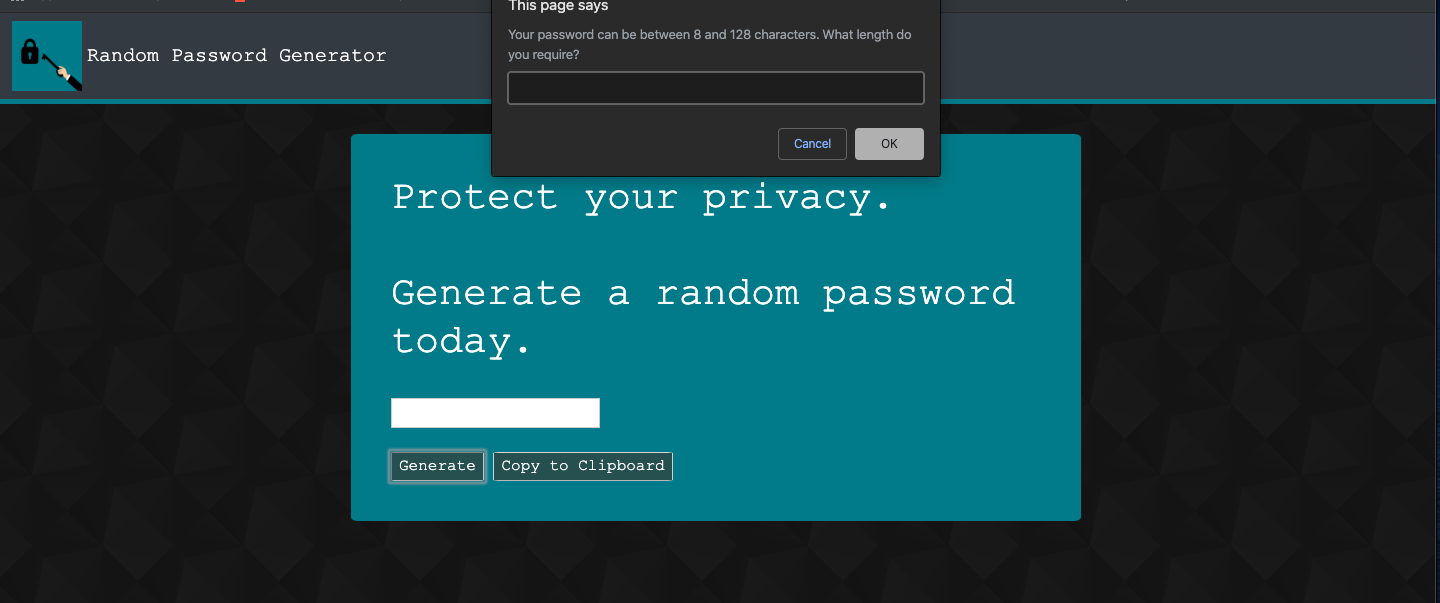 This page says
Your password can be between 8 and 128 characters. What length do
you require?
Cancel
OK
Random Password Generator
Protect your privacy.
Generate a random password
today.
Generate
Copy to Clipboard